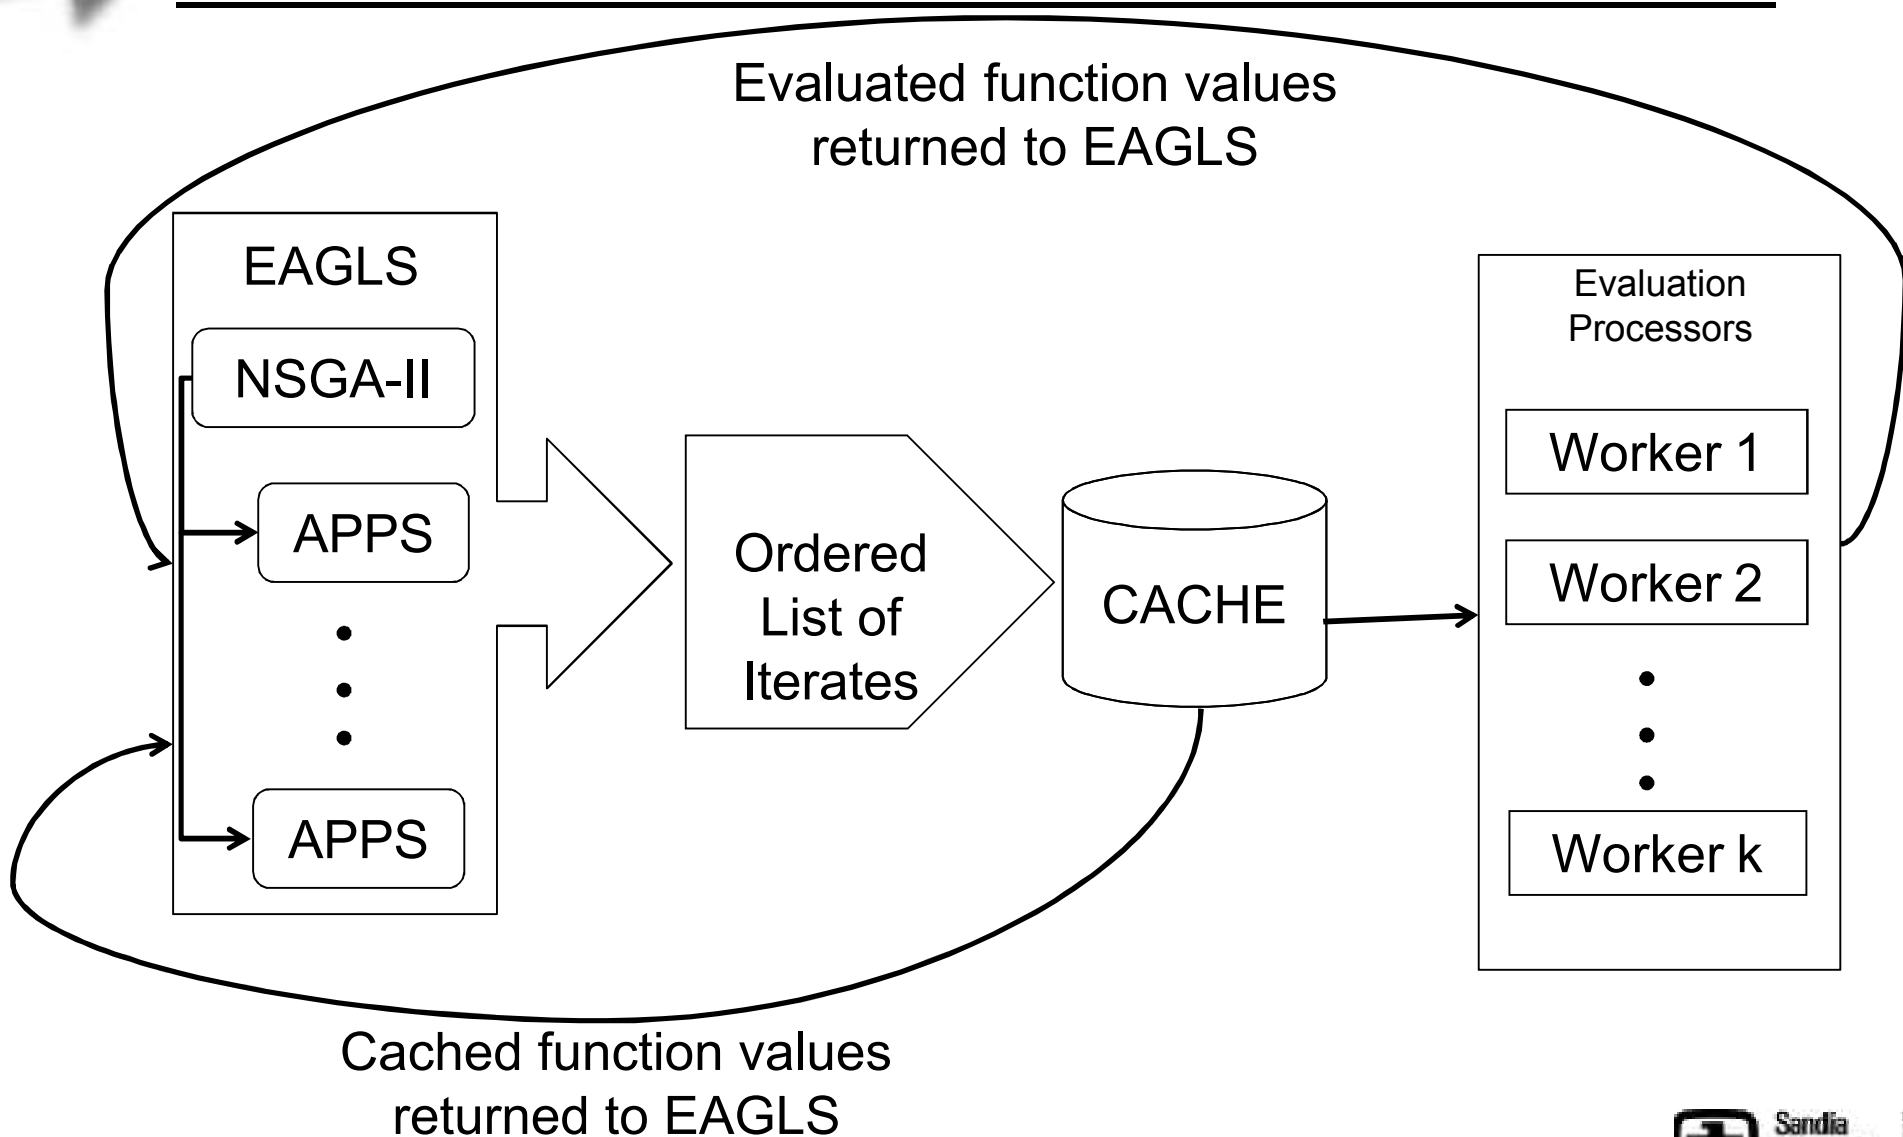 Evaluated function values
returned to EAGLS
EAGLS
NSGA-II
APPS
APPS
Ordered
List of
Iterates
CACHE
Evaluation
Processors
Worker 1
Worker 2
Worker k
Cached function values
returned to EAGLS
Sandia